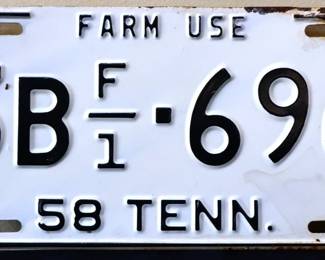 FARM USE
B F/1 · 69
58 TENN.